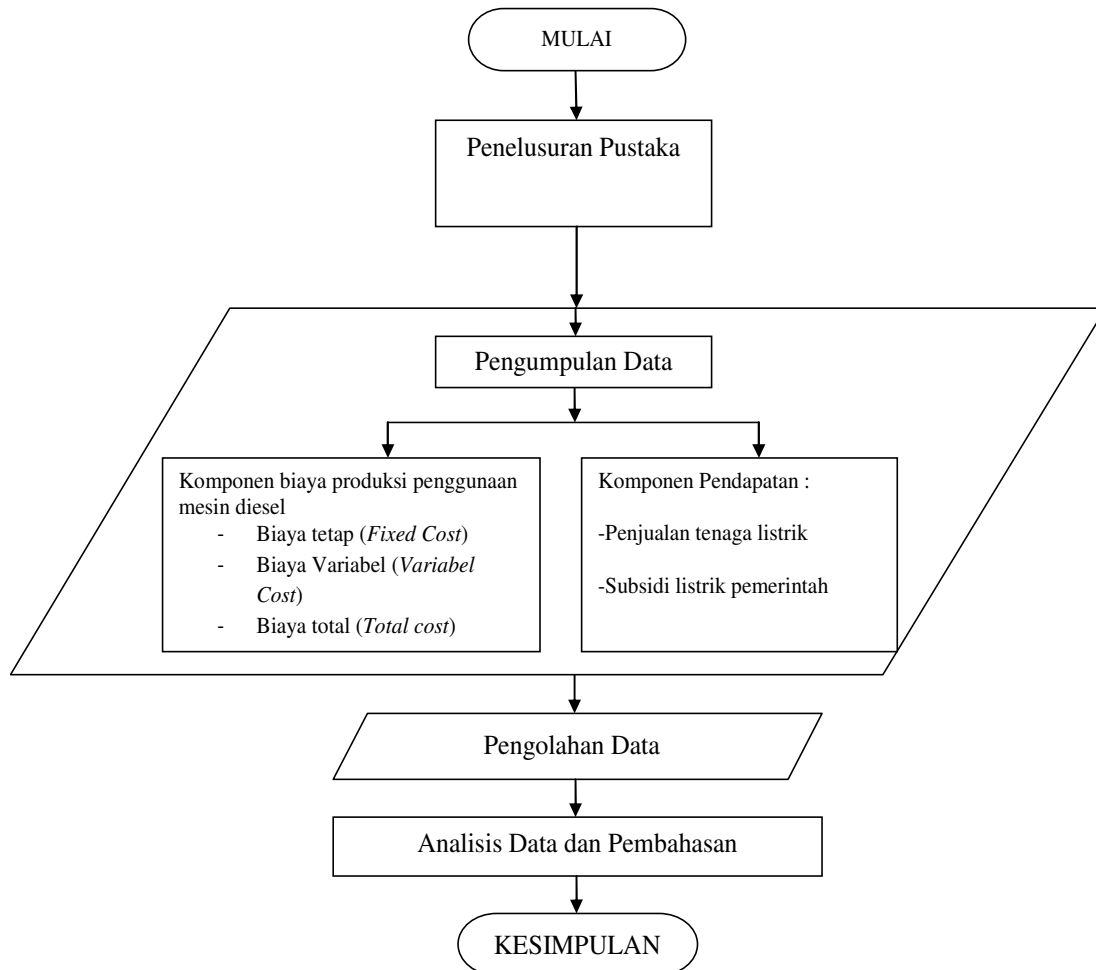 MULAI
Penelusuran Pustaka
Pengumpulan Data
Komponen biaya produksi penggunaan
mesin diesel
- Biaya tetap (Fixed Cost)
- Biaya Variabel (Variabel
Cost)
- Biaya total (Total cost)
Komponen Pendapatan :
-Penjualan tenaga listrik
-Subsidi listrik pemerintah
Pengolahan Data
Analisis Data dan Pembahasan
KESIMPULAN